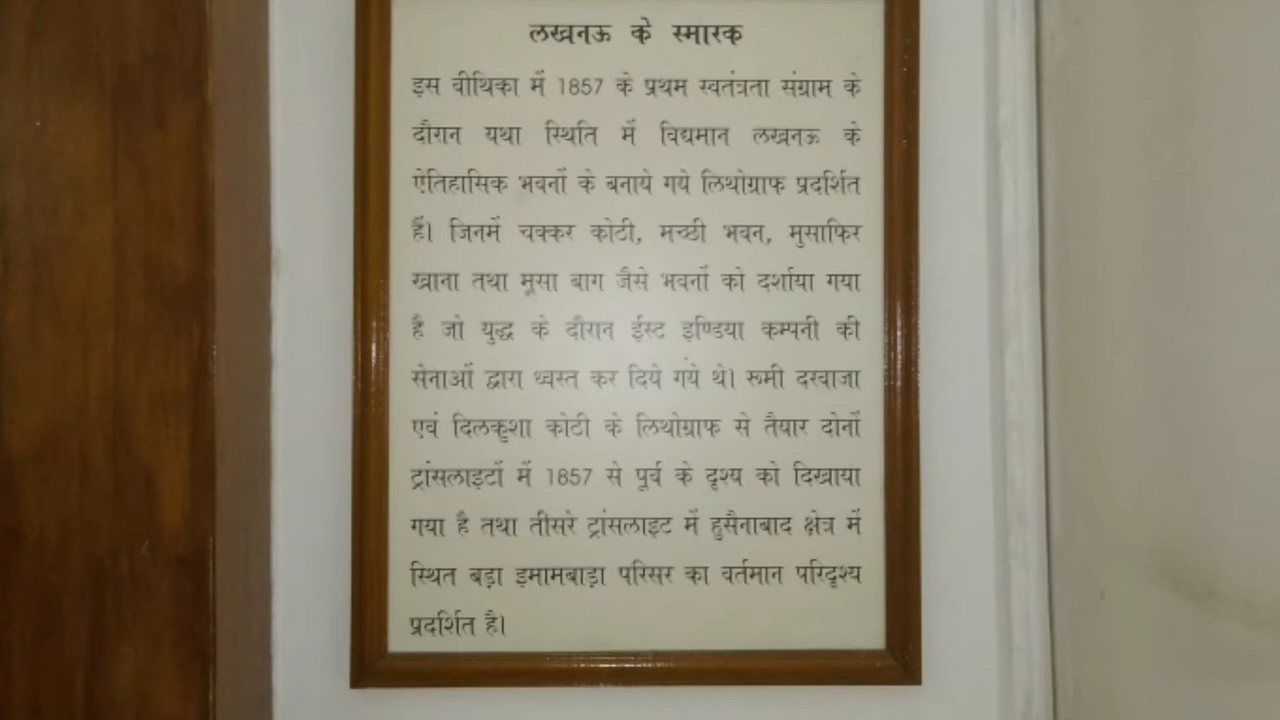 लखनऊ के स्मारक
इस वीथिका में 1857 के प्रथम स्वतंत्रता संग्राम के
दौरान यथा स्थिति में विद्यमान लखनऊ के
ऐतिहासिक भवनों के बनाये गये लिथोग्राफ प्रदर्शित
हैं। जिनमें चक्कर कोटी, मच्छी भवन, मुसाफिर
खाना तथा मूसा बाग जैसे भवनों को दर्शाया गया
है जो युद्ध के दौरान ईस्ट इण्डिया कम्पनी की
सेनाओं द्वारा ध्वस्त कर दिये गये थे। रूमी दरवाजा
एवं दिलकुशा कोटी के लिथोग्राफ से तैयार दोनों
ट्रांसलाइटों में 1857 से पूर्व के दृश्य को दिखाया
गया है तथा तीसरे ट्रांसलाइट में हुसैनाबाद क्षेत्र में
स्थित बड़ा इमामबाड़ा परिसर का वर्तमान परिदृश्य
प्रदर्शित है।